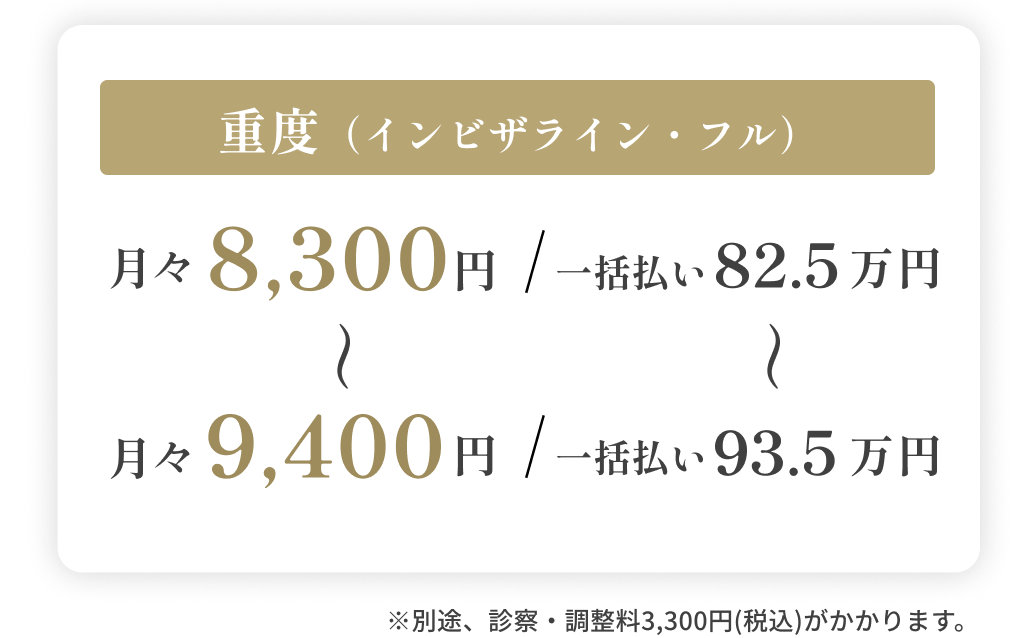 重度（インビザライン・フル）
月々8,300円 / 一括払い82.5万円
〜 〜
月々9,400円 / 一括払い93.5万円
※別途、診察・調整料3,300円(税込)がかかります。